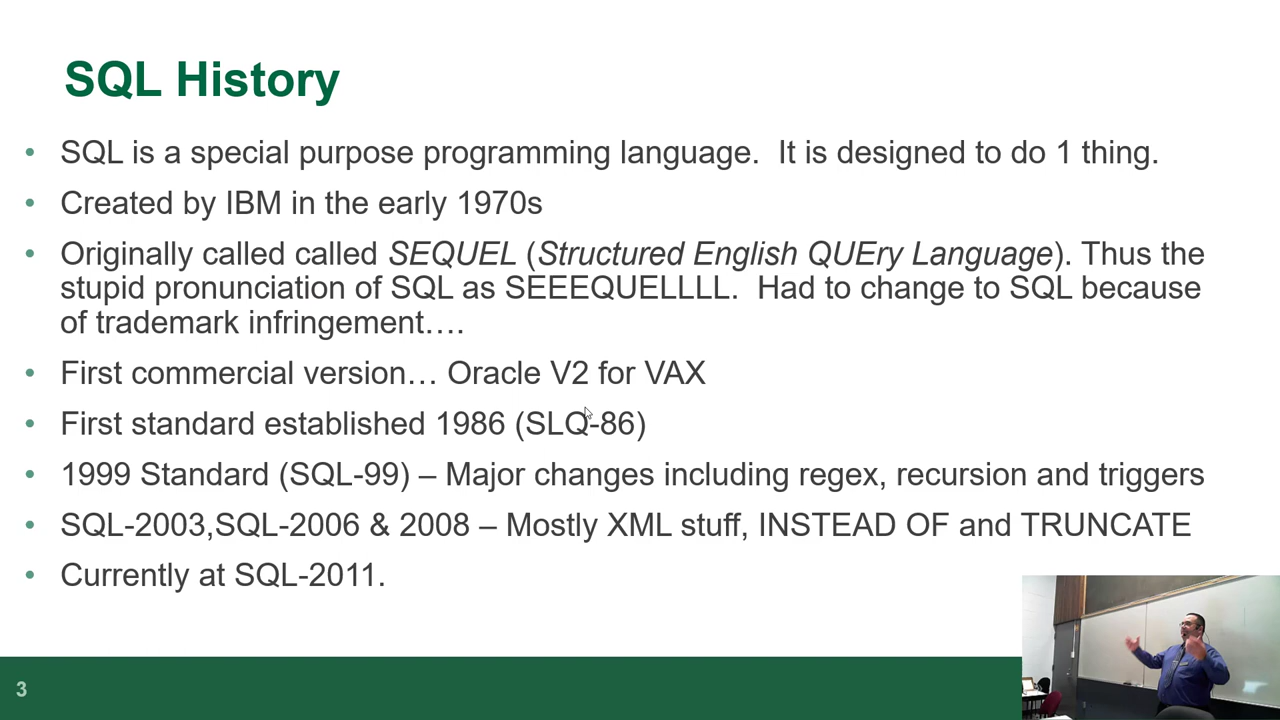 SQL History
• SQL is a special purpose programming language.  It is designed to do 1 thing.
• Created by IBM in the early 1970s
• Originally called called SEQUEL (Structured English QUEry Language). Thus the
stupid pronunciation of SQL as SEEEQUELLLL.  Had to change to SQL because
of trademark infringement….
• First commercial version… Oracle V2 for VAX
• First standard established 1986 (SLQ-86)
• 1999 Standard (SQL-99) – Major changes including regex, recursion and triggers
• SQL-2003,SQL-2006 & 2008 – Mostly XML stuff, INSTEAD OF and TRUNCATE
• Currently at SQL-2011.
3